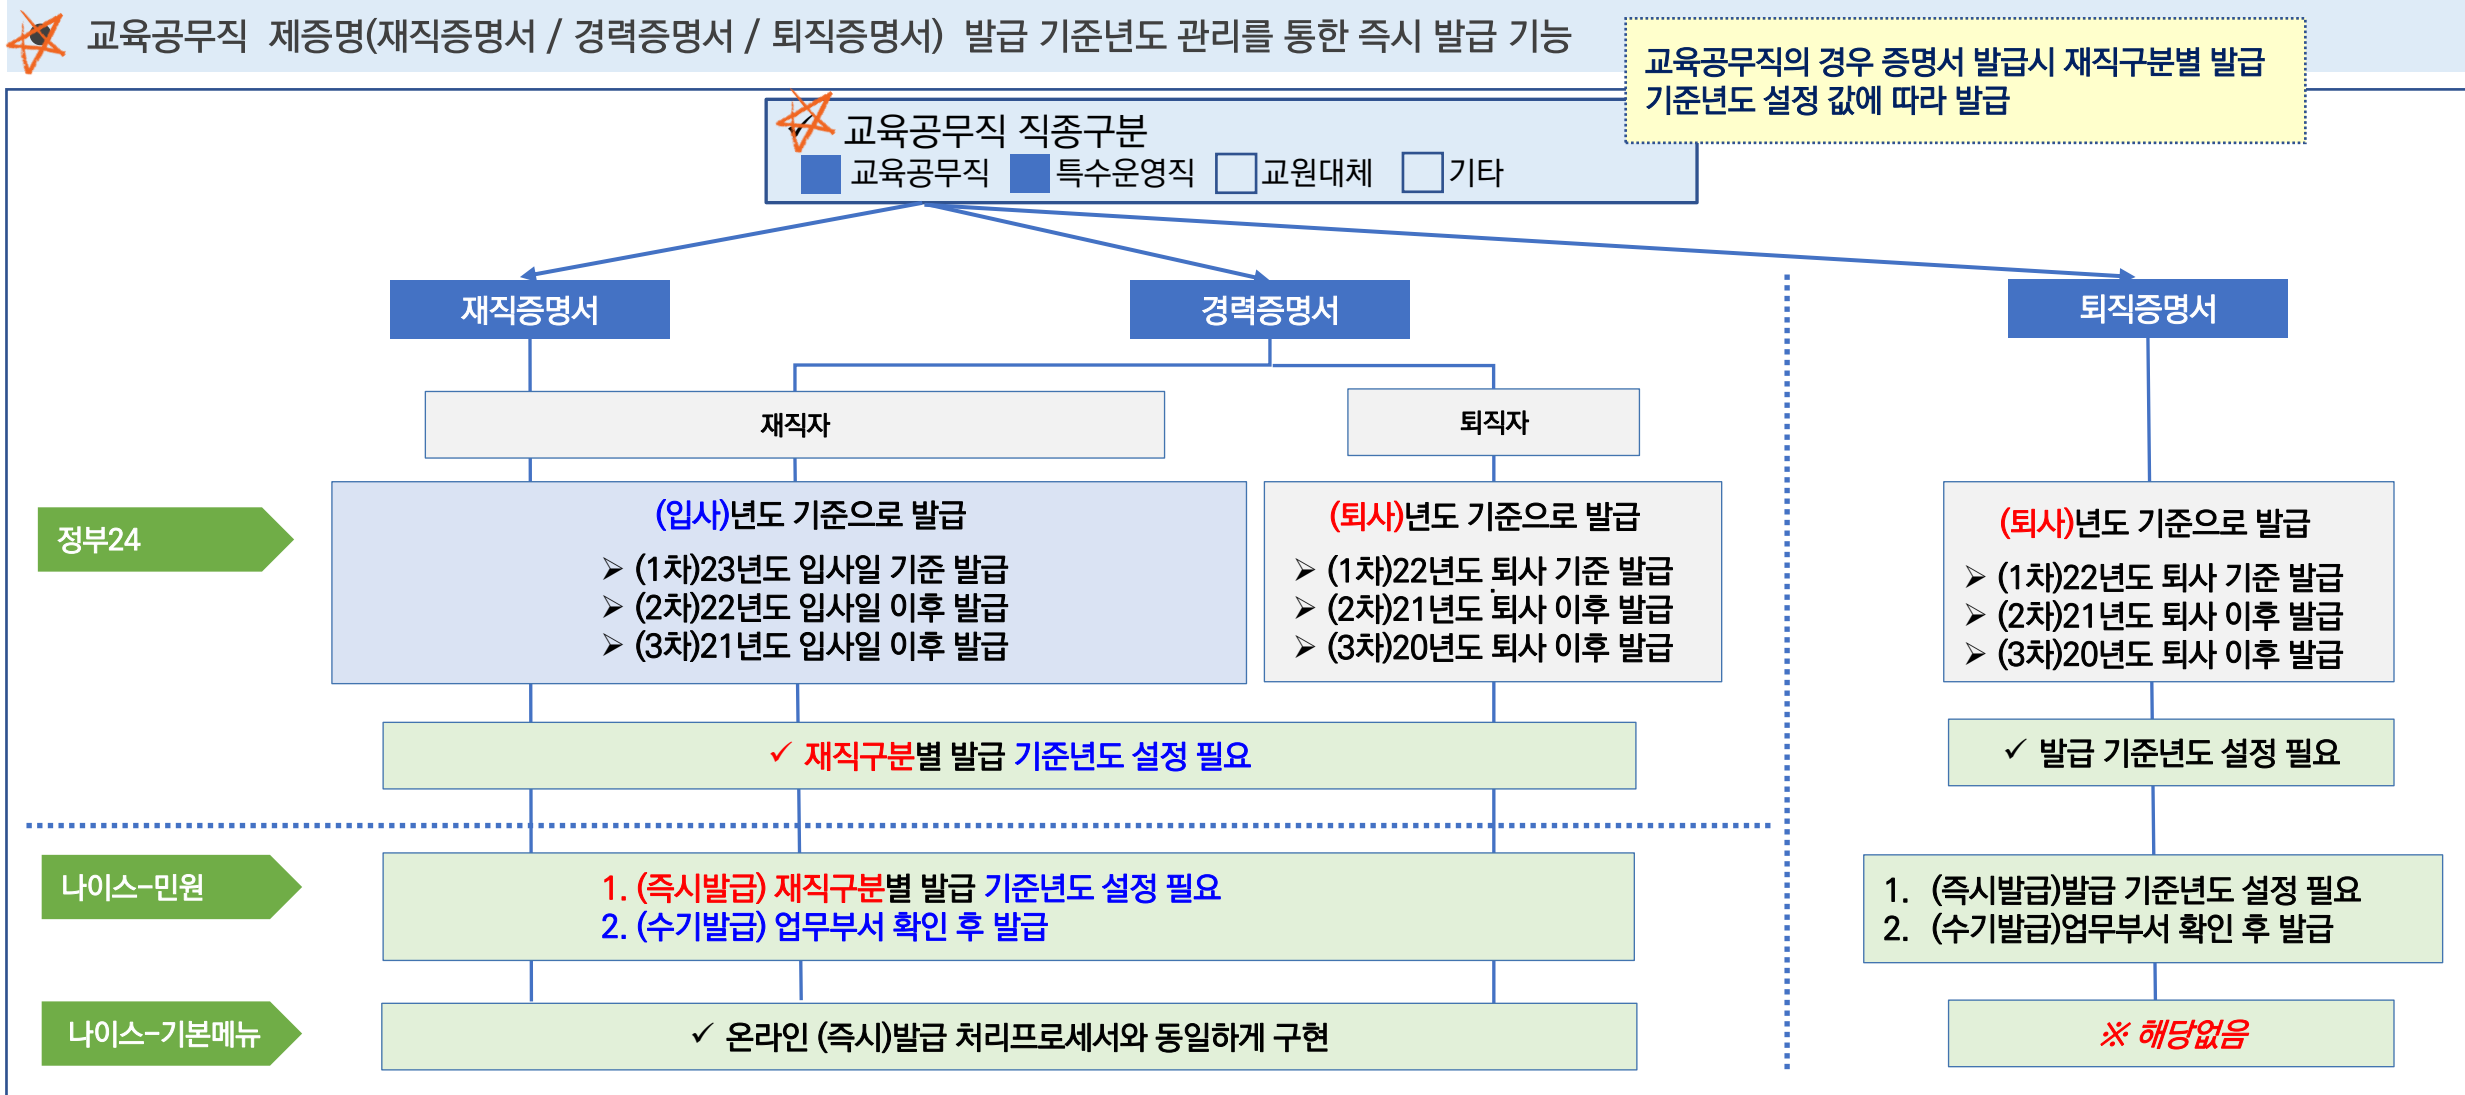 교육공무직 제증명(재직증명서 / 경력증명서 / 퇴직증명서) 발급 기준년도 관리를 통한 즉시 발급 기능
교육공무직의 경우 증명서 발급시 재직구분별 발급
기준년도 설정 값에 따라 발급
✓ 교육공무직 직종구분
교육공무직 특수운영직 교원대체 기타
재직증명서
경력증명서
퇴직증명서
재직자
퇴직자
정부24
(입사)년도 기준으로 발급
➢ (1차)23년도 입사일 기준 발급
➢ (2차)22년도 입사일 이후 발급
➢ (3차)21년도 입사일 이후 발급
(퇴사)년도 기준으로 발급
➢ (1차)22년도 퇴사 기준 발급
➢ (2차)21년도 퇴사 이후 발급
➢ (3차)20년도 퇴사 이후 발급
(퇴사)년도 기준으로 발급
➢ (1차)22년도 퇴사 기준 발급
➢ (2차)21년도 퇴사 이후 발급
➢ (3차)20년도 퇴사 이후 발급
✓ 재직구분별 발급 기준년도 설정 필요
✓ 발급 기준년도 설정 필요
나이스-민원
1. (즉시발급) 재직구분별 발급 기준년도 설정 필요
2. (수기발급) 업무부서 확인 후 발급
1. (즉시발급)발급 기준년도 설정 필요
2. (수기발급)업무부서 확인 후 발급
나이스-기본메뉴
✓ 온라인 (즉시)발급 처리프로세서와 동일하게 구현
※ 해당없음